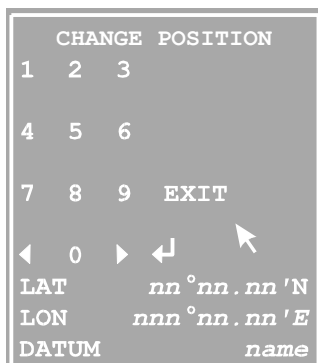 CHANGE POSITION
1 2 3
4 5 6
7 8 9 EXIT
◀ 0 ▶ ↵
LAT nn°nn.nn'N
LON nnn°nn.nn'E
DATUM name